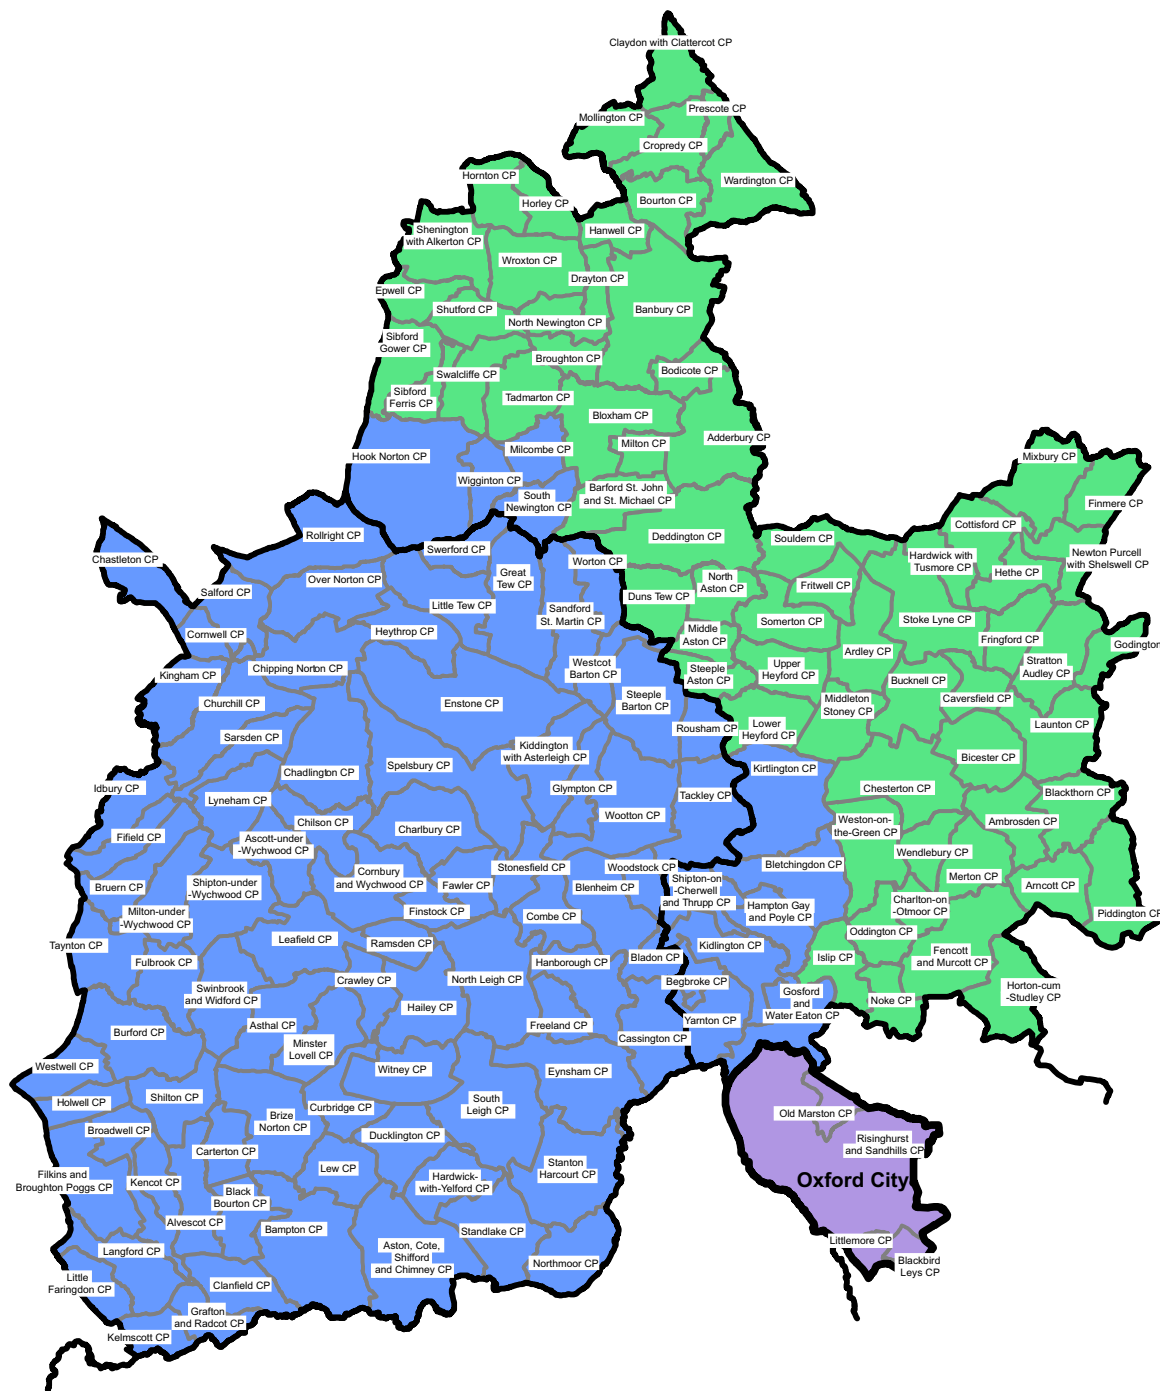 Claydon with Clattercot CP
Prescote CP
Mollington CP
Cropredy CP
Wardington CP
Hornton CP
Bourton CP
Horley CP
Hanwell CP
Shenington
with Alkerton CP
Wroxton CP
Drayton CP
Epwell CP
Shutford CP
Banbury CP
North Newington CP
Sibford
Gower CP
Broughton CP
Swalcliffe CP
Bodicote CP
Sibford
Ferris CP
Tadmarton CP
Bloxham CP
Milton CP
Adderbury CP
Hook Norton CP
Milcombe CP
Mixbury CP
Wigginton CP
Barford St. John
and St. Michael CP
South
Newington CP
Finmere CP
Cottisford CP
Rollright CP
Deddington CP
Souldern CP
Swerford CP
Chastleton CP
Worton CP
Hardwick with
Tusmore CP
Newton Purcell
with Shelswell CP
Hethe CP
Over Norton CP
Great
Tew CP
North
Aston CP
Fritwell CP
Salford CP
Duns Tew CP
Little Tew CP
Sandford
St. Martin CP
Somerton CP
Stoke Lyne CP
Cornwell CP
Heythrop CP
Middle
Aston CP
Fringford CP
Godington
Ardley CP
Kingham CP
Chipping Norton CP
Westcot
Barton CP
Steeple
Aston CP
Upper
Heyford CP
Bucknell CP
Stratton
Audley CP
Churchill CP
Enstone CP
Steeple
Barton CP
Middleton
Stoney CP
Caversfield CP
Launton CP
Sarsden CP
Rousham CP
Lower
Heyford CP
Kiddington
with Asterleigh CP
Bicester CP
Chadlington CP
Spelsbury CP
Kirtlington CP
Idbury CP
Glympton CP
Tackley CP
Chesterton CP
Blackthorn CP
Lyneham CP
Chilson CP
Charlbury CP
Wootton CP
Weston-on-
the-Green CP
Ambrosden CP
Fifield CP
Ascott-under
-Wychwood CP
Wendlebury CP
Stonesfield CP
Woodstock CP
Bletchingdon CP
Merton CP
Arncott CP
Bruern CP
Shipton-under
-Wychwood CP
Cornbury
and Wychwood CP
Fawler CP
Blenheim CP
Shipton-on
-Cherwell
and Thrupp CP
Milton-under
-Wychwood CP
Finstock CP
Combe CP
Hampton Gay
and Poyle CP
Charlton-on
-Otmoor CP
Piddington CP
Taynton CP
Leafield CP
Ramsden CP
Kidlington CP
Oddington CP
Fulbrook CP
Hanborough CP
Bladon CP
Islip CP
Fencott
and Murcott CP
Swinbrook
and Widford CP
Crawley CP
North Leigh CP
Begbroke CP
Gosford
and
Water Eaton CP
Noke CP
Horton-cum
-Studley CP
Hailey CP
Burford CP
Asthal CP
Freeland CP
Yarnton CP
Minster
Lovell CP
Cassington CP
Westwell CP
Witney CP
Eynsham CP
Holwell CP
Shilton CP
Curbridge CP
South
Leigh CP
Old Marston CP
Broadwell CP
Brize
Norton CP
Ducklington CP
Risinghurst
and Sandhills CP
Carterton CP
Filkins and
Broughton Poggs CP
Kencot CP
Lew CP
Hardwick-
with-Yelford CP
Stanton
Harcourt CP
Oxford City
Black
Bourton CP
Alvescot CP
Bampton CP
Standlake CP
Littlemore CP
Langford CP
Aston, Cote,
Shifford
and Chimney CP
Northmoor CP
Blackbird
Leys CP
Little
Faringdon CP
Clanfield CP
Grafton
and Radcot CP
Kelmscott CP